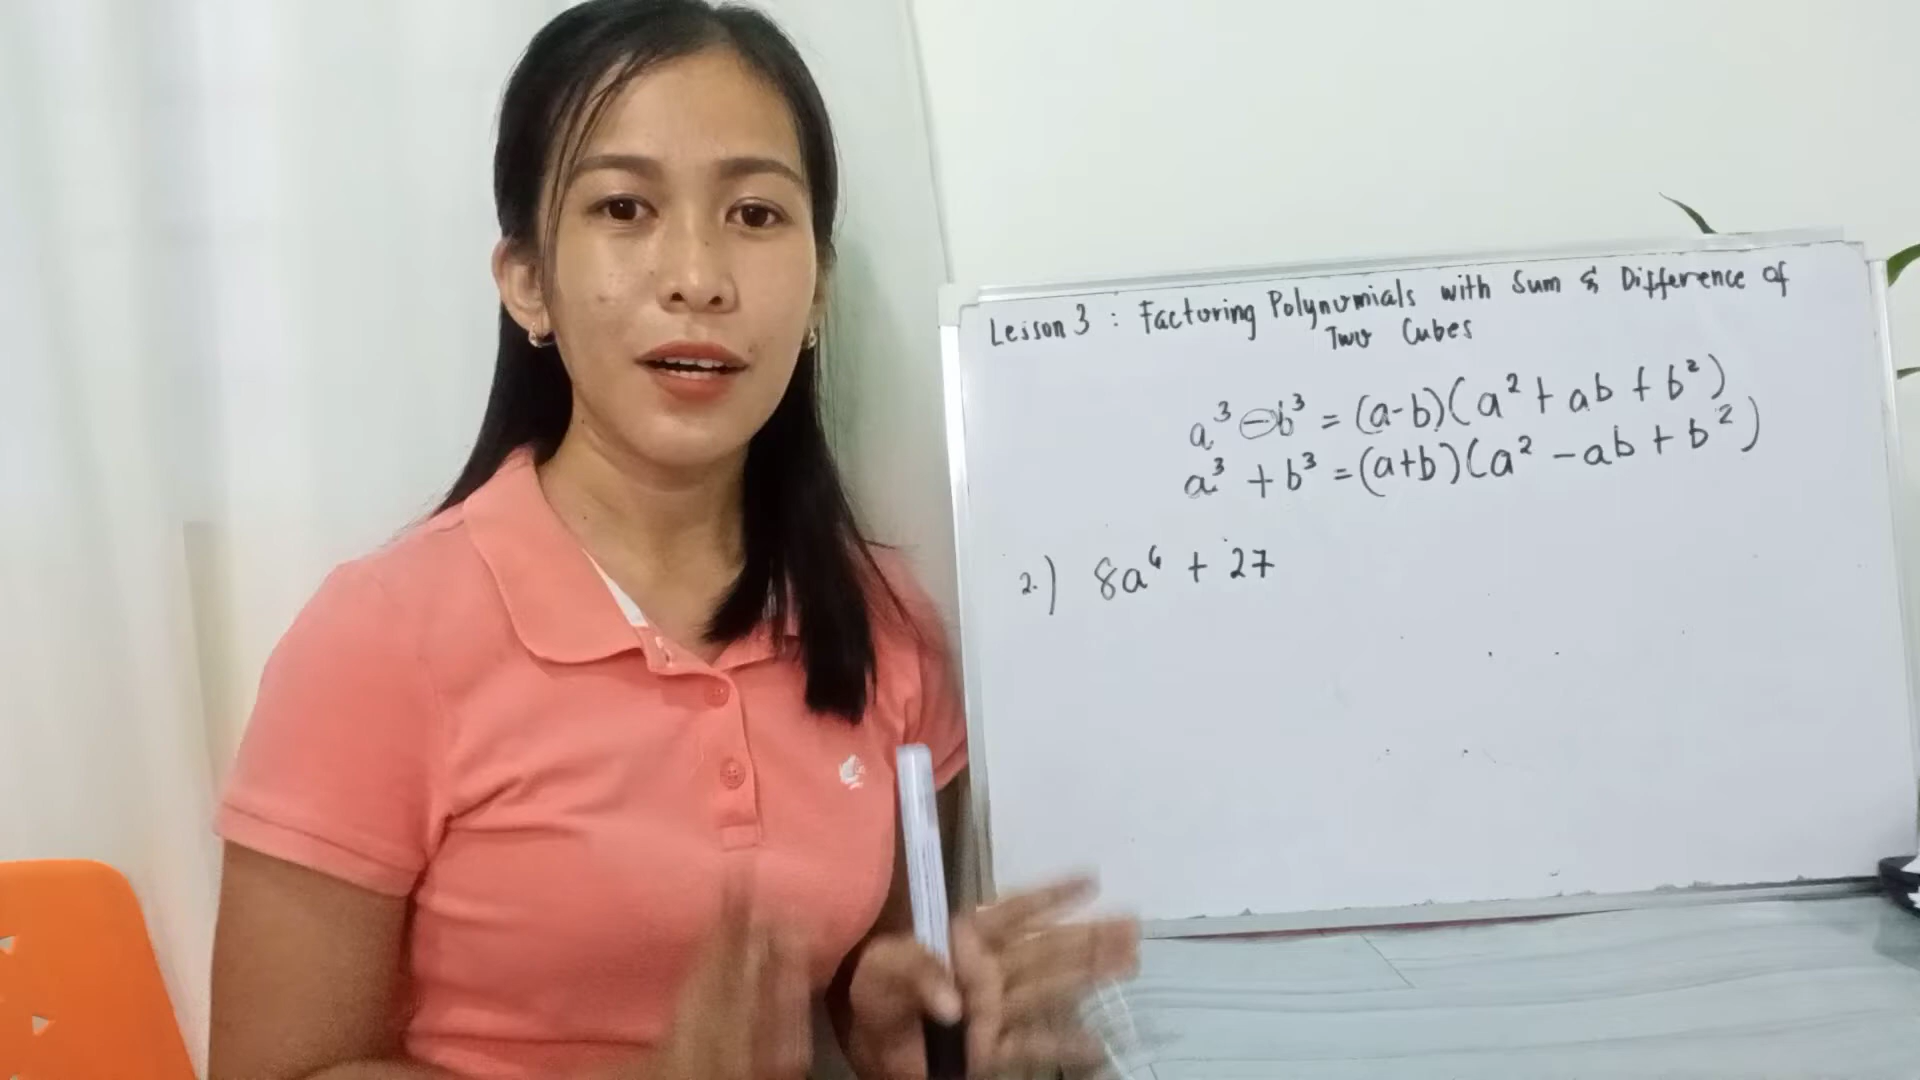 Lesson 3 : Factoring Polynomials with Sum & Difference of
Two Cubes
a³ - b³ = (a-b)(a² + ab + b²)
a³ + b³ = (a+b)(a² - ab + b²)
2.) 8a⁶ + 27